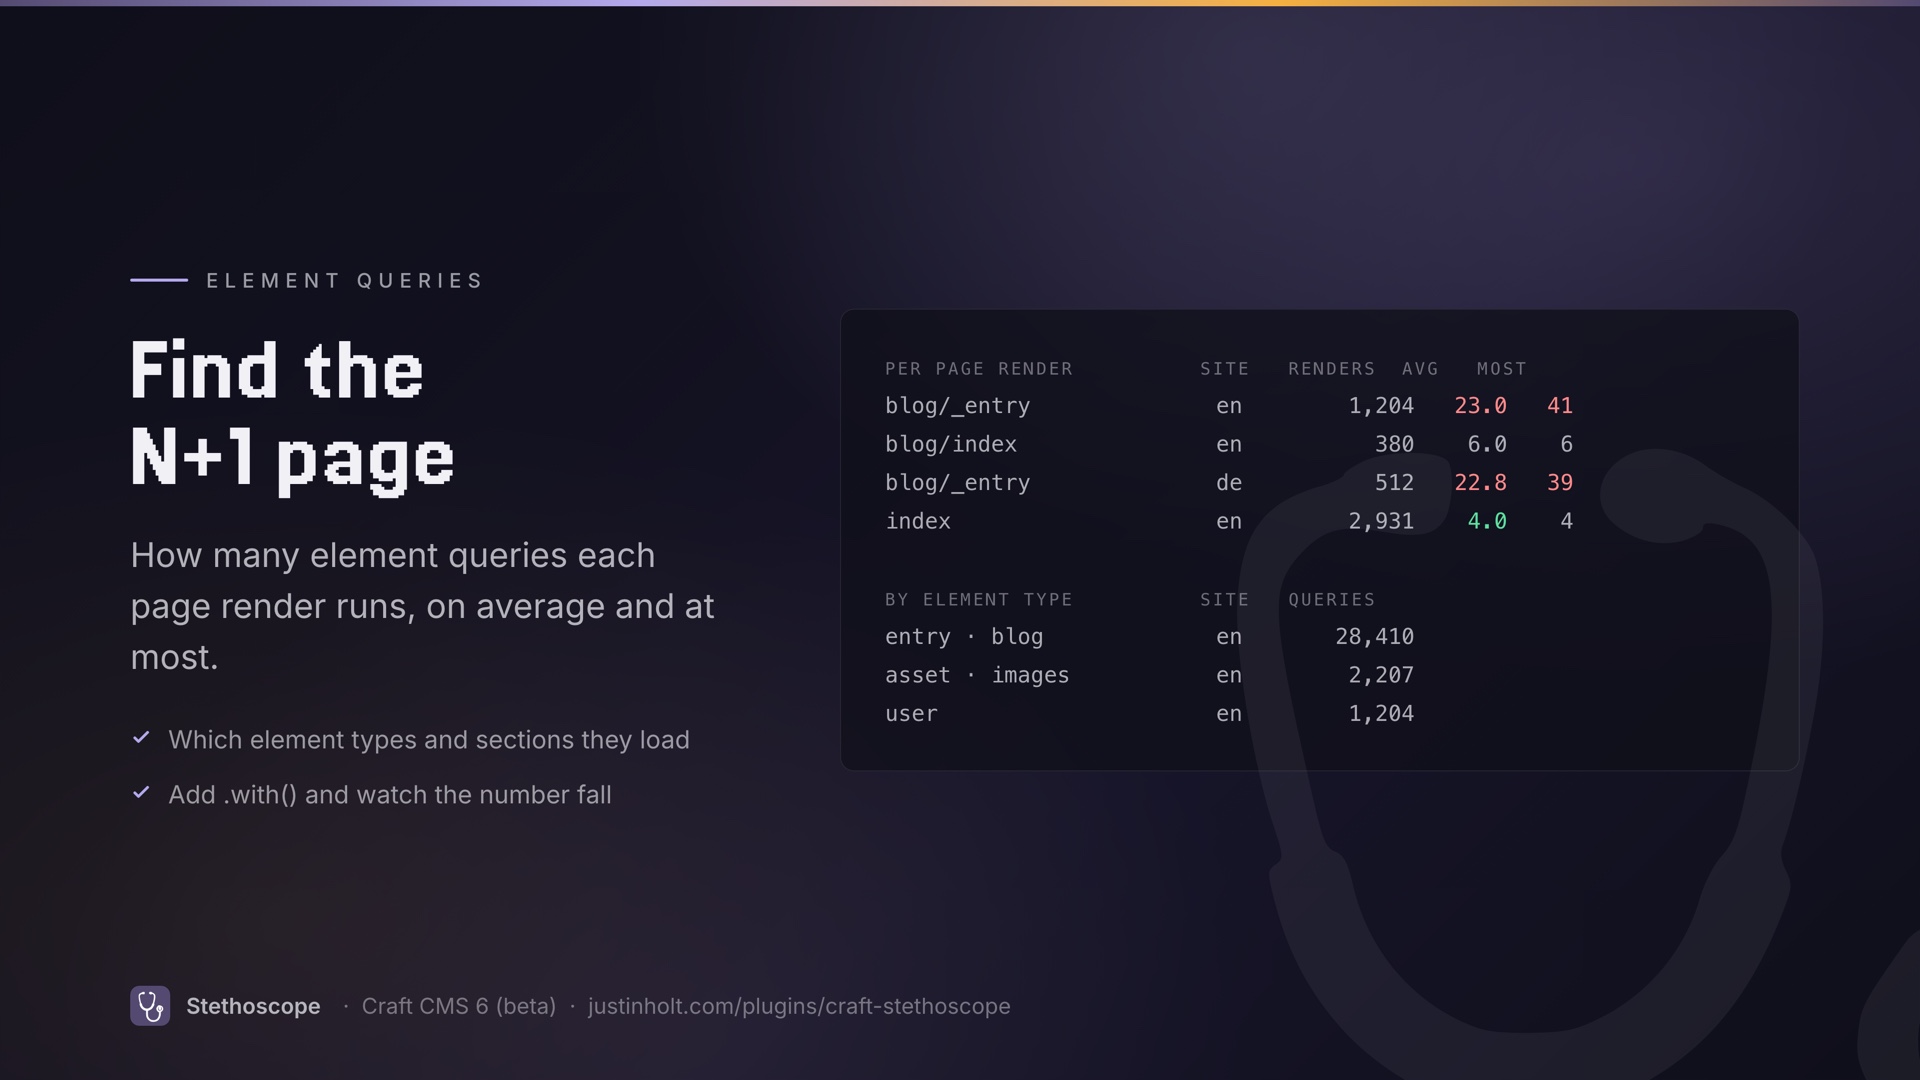 ELEMENT QUERIES
Find the
N+1 page
How many element queries each
page render runs, on average and at
most.
Which element types and sections they load
Add .with() and watch the number fall
PER PAGE RENDER SITE RENDERS AVG MOST
blog/_entry en 1,204 23.0 41
blog/index en 380 6.0 6
blog/_entry de 512 22.8 39
index en 2,931 4.0 4
BY ELEMENT TYPE SITE QUERIES
entry · blog en 28,410
asset · images en 2,207
user en 1,204
Stethoscope · Craft CMS 6 (beta) · justinholt.com/plugins/craft-stethoscope